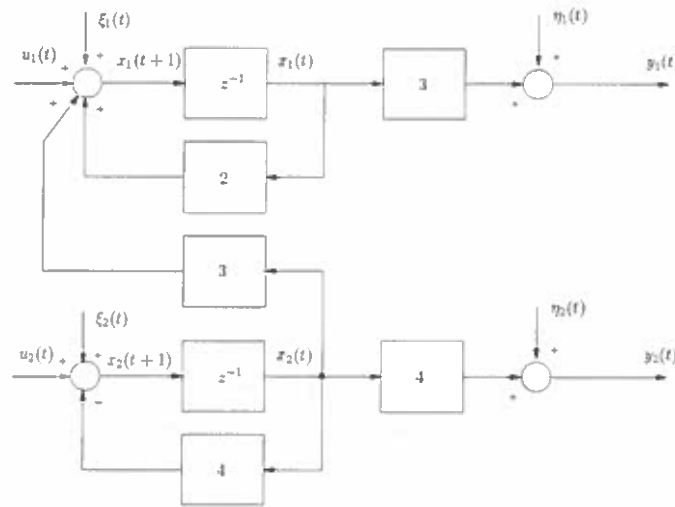 ξ₁(t)
η₁(t)
u₁(t) + + x₁(t+1) z⁻¹ x₁(t) 3 + + y₁(t)
+ +
2
3
ξ₂(t)
η₂(t)
u₂(t) + + x₂(t+1) z⁻¹ x₂(t) 4 + + y₂(t)
−
4